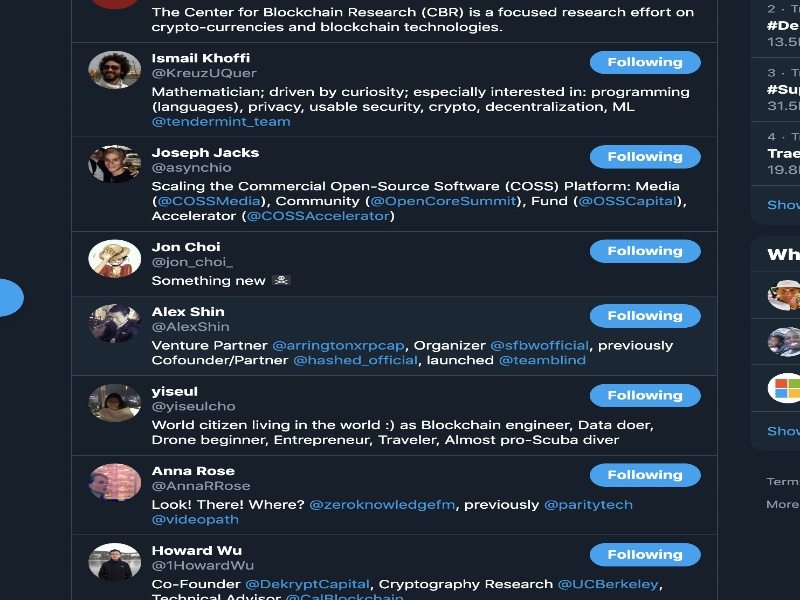 The Center for Blockchain Research (CBR) is a focused research effort on
crypto-currencies and blockchain technologies.
Ismail Khoffi
Following
@KreuzUQuer
Mathematician; driven by curiosity; especially interested in: programming
(languages), privacy, usable security, crypto, decentralization, ML
@tendermint_team
Joseph Jacks
Following
@asynchio
Scaling the Commercial Open-Source Software (COSS) Platform: Media
(@COSSMedia), Community (@OpenCoreSummit), Fund (@OSSCapital),
Accelerator (@COSSAccelerator)
Jon Choi
Following
@jon_choi_
Something new ☠
Alex Shin
Following
@AlexShin
Venture Partner @arringtonxrpcap, Organizer @sfbwofficial, previously
Cofounder/Partner @hashed_official, launched @teamblind
yiseul
Following
@yiseulcho
World citizen living in the world :) as Blockchain engineer, Data doer,
Drone beginner, Entrepreneur, Traveler, Almost pro-Scuba diver
Anna Rose
Following
@AnnaRRose
Look! There! Where? @zeroknowledgefm, previously @paritytech
@videopath
Howard Wu
Following
@1HowardWu
Co-Founder @DekryptCapital, Cryptography Research @UCBerkeley,
Technical Advisor @CalBlockchain
2 · T
#De
13.5
3 · T
#Sup
31.5
4 · T
Trae
19.8
Show
Wh
Show
Term
More